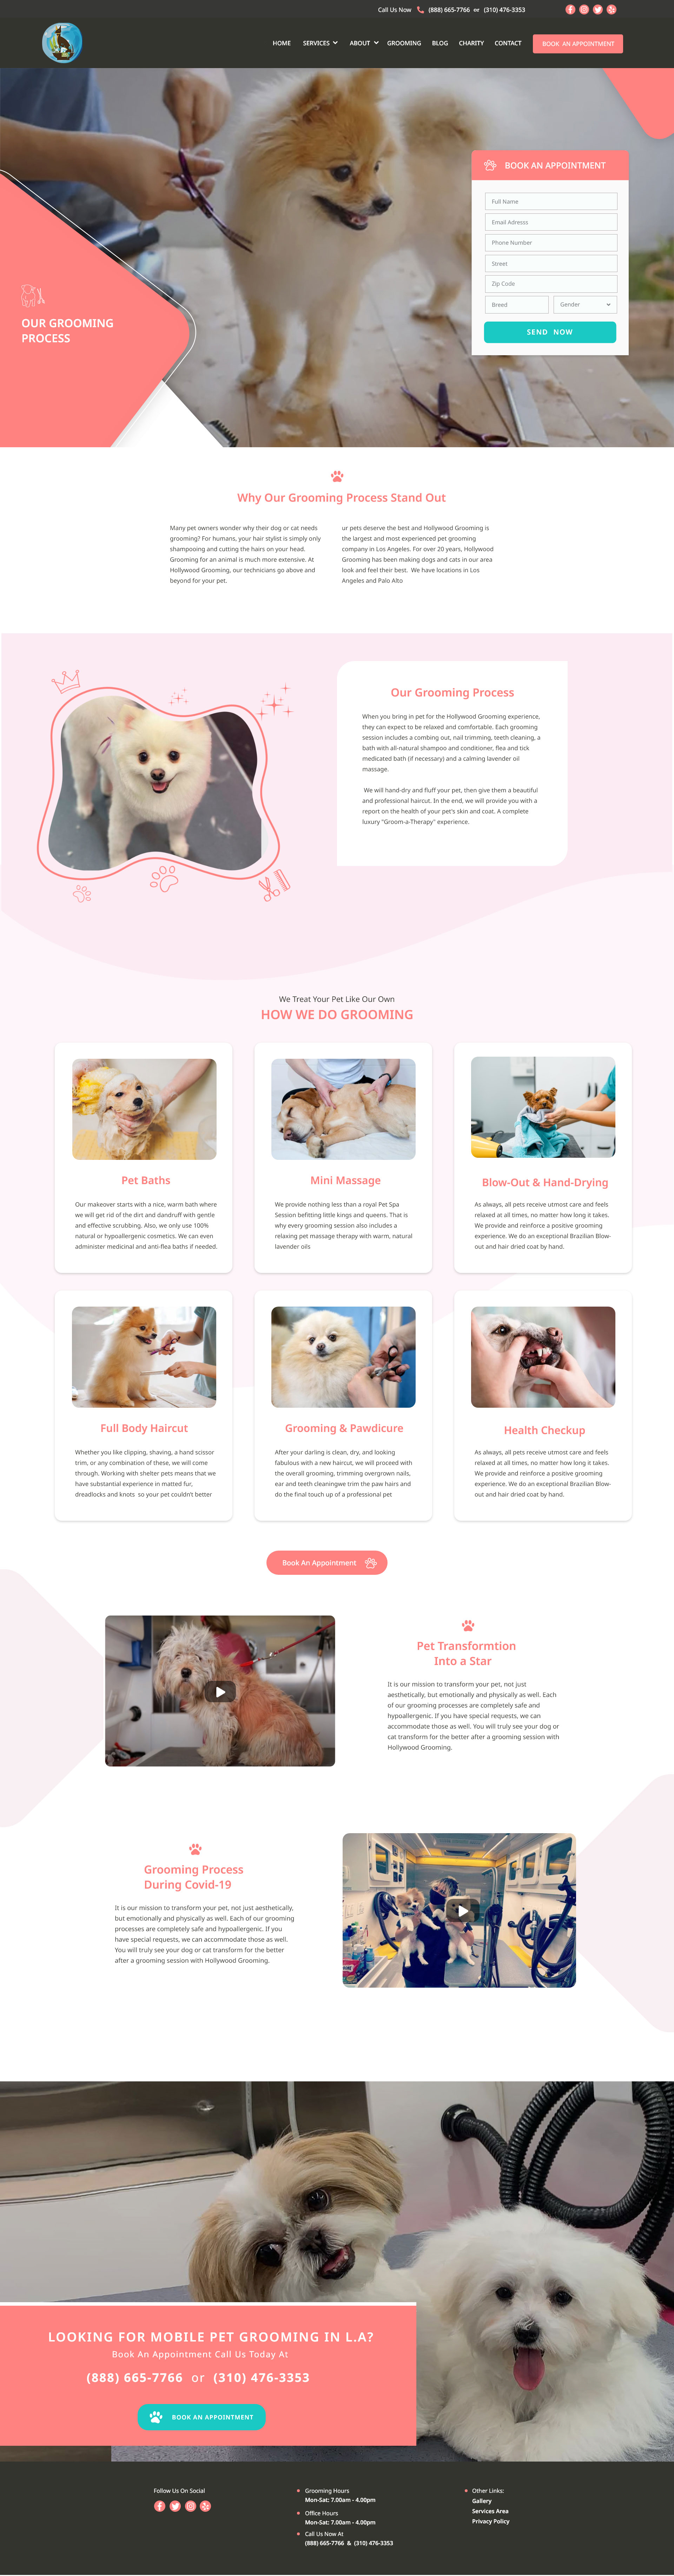 Call Us Now (888) 665-7766 or (310) 476-3353
HOME SERVICES ABOUT GROOMING BLOG CHARITY CONTACT BOOK AN APPOINTMENT
BOOK AN APPOINTMENT
Full Name
Email Adresss
Phone Number
Street
Zip Code
Breed Gender
SEND NOW
OUR GROOMING
PROCESS
Why Our Grooming Process Stand Out
Many pet owners wonder why their dog or cat needs
grooming? For humans, your hair stylist is simply only
shampooing and cutting the hairs on your head.
Grooming for an animal is much more extensive. At
Hollywood Grooming, our technicians go above and
beyond for your pet.
ur pets deserve the best and Hollywood Grooming is
the largest and most experienced pet grooming
company in Los Angeles. For over 20 years, Hollywood
Grooming has been making dogs and cats in our area
look and feel their best. We have locations in Los
Angeles and Palo Alto
Our Grooming Process
When you bring in pet for the Hollywood Grooming experience,
they can expect to be relaxed and comfortable. Each grooming
session includes a combing out, nail trimming, teeth cleaning, a
bath with all-natural shampoo and conditioner, flea and tick
medicated bath (if necessary) and a calming lavender oil
massage.
We will hand-dry and fluff your pet, then give them a beautiful
and professional haircut. In the end, we will provide you with a
report on the health of your pet's skin and coat. A complete
luxury "Groom-a-Therapy" experience.
We Treat Your Pet Like Our Own
HOW WE DO GROOMING
Pet Baths
Our makeover starts with a nice, warm bath where
we will get rid of the dirt and dandruff with gentle
and effective scrubbing. Also, we only use 100%
natural or hypoallergenic cosmetics. We can even
administer medicinal and anti-flea baths if needed.
Mini Massage
We provide nothing less than a royal Pet Spa
Session befitting little kings and queens. That is
why every grooming session also includes a
relaxing pet massage therapy with warm, natural
lavender oils
Blow-Out & Hand-Drying
As always, all pets receive utmost care and feels
relaxed at all times, no matter how long it takes.
We provide and reinforce a positive grooming
experience. We do an exceptional Brazilian Blow-
out and hair dried coat by hand.
Full Body Haircut
Whether you like clipping, shaving, a hand scissor
trim, or any combination of these, we will come
through. Working with shelter pets means that we
have substantial experience in matted fur,
dreadlocks and knots so your pet couldn't better
Grooming & Pawdicure
After your darling is clean, dry, and looking
fabulous with a new haircut, we will proceed with
the overall grooming, trimming overgrown nails,
ear and teeth cleaningwe trim the paw hairs and
do the final touch up of a professional pet
Health Checkup
As always, all pets receive utmost care and feels
relaxed at all times, no matter how long it takes.
We provide and reinforce a positive grooming
experience. We do an exceptional Brazilian Blow-
out and hair dried coat by hand.
Book An Appointment
Pet Transformtion
Into a Star
It is our mission to transform your pet, not just
aesthetically, but emotionally and physically as well. Each
of our grooming processes are completely safe and
hypoallergenic. If you have special requests, we can
accommodate those as well. You will truly see your dog or
cat transform for the better after a grooming session with
Hollywood Grooming.
Grooming Process
During Covid-19
It is our mission to transform your pet, not just aesthetically,
but emotionally and physically as well. Each of our grooming
processes are completely safe and hypoallergenic. If you
have special requests, we can accommodate those as well.
You will truly see your dog or cat transform for the better
after a grooming session with Hollywood Grooming.
LOOKING FOR MOBILE PET GROOMING IN L.A?
Book An Appointment Call Us Today At
(888) 665-7766 or (310) 476-3353
BOOK AN APPOINTMENT
Follow Us On Social
Grooming Hours
Mon-Sat: 7.00am - 4.00pm
Office Hours
Mon-Sat: 7.00am - 4.00pm
Call Us Now At
(888) 665-7766 & (310) 476-3353
Other Links:
Gallery
Services Area
Privacy Policy